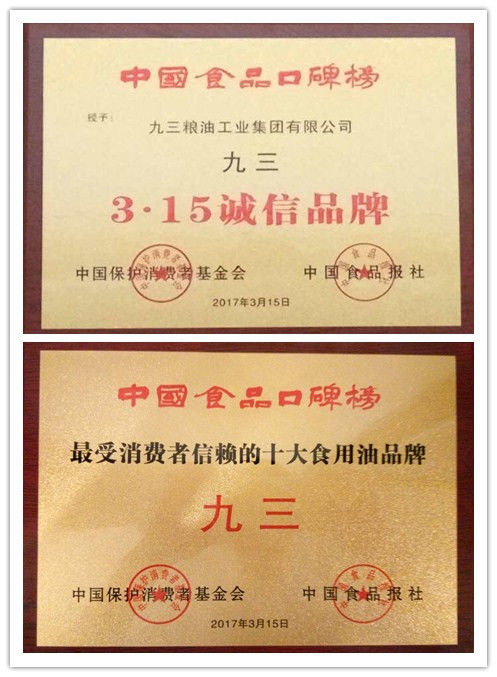 中國食品口碑榜
授予：
九三粮油工业集团有限公司
九三
3·15诚信品牌
中国保护消费者基金会 中国食品报社
2017年3月15日
中國食品口碑榜
最受消费者信赖的十大食用油品牌
九三
中国保护消费者基金会 中国食品报社
2017年3月15日